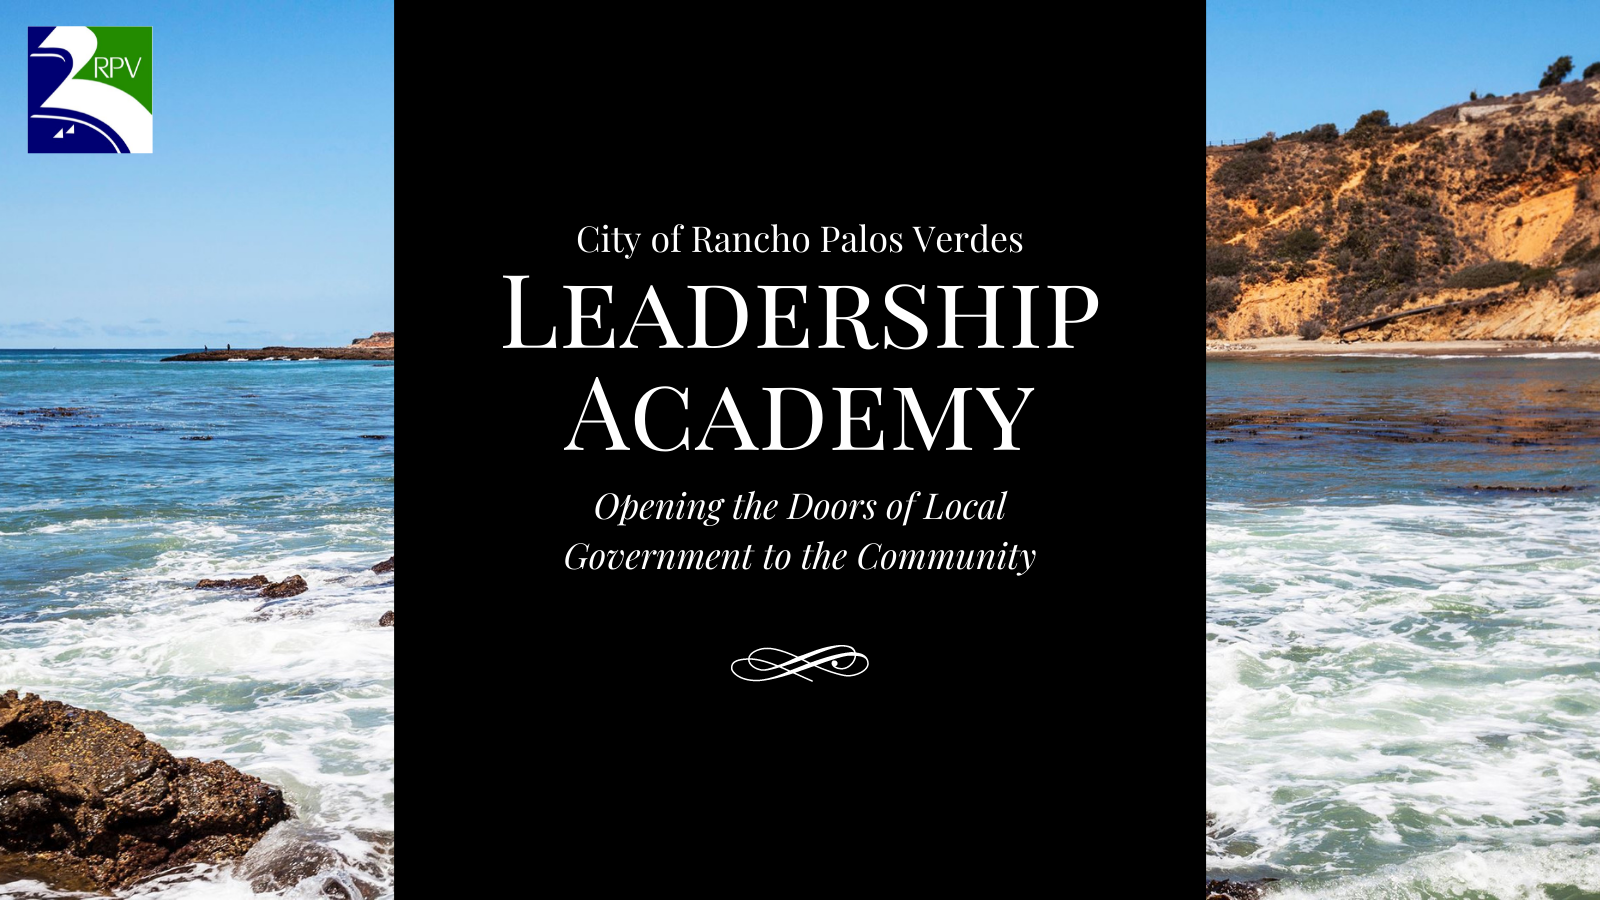 RPV
City of Rancho Palos Verdes
LEADERSHIP
ACADEMY
Opening the Doors of Local
Government to the Community